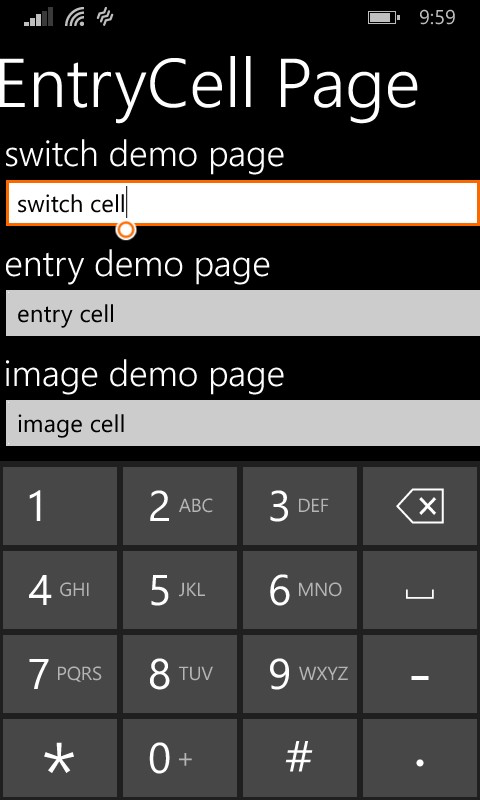 9:59
EntryCell Page
switch demo page
switch cell
entry demo page
entry cell
image demo page
image cell
1 2 ABC 3 DEF
4 GHI 5 JKL 6 MNO
7 PQRS 8 TUV 9 WXYZ -
* 0 + # .